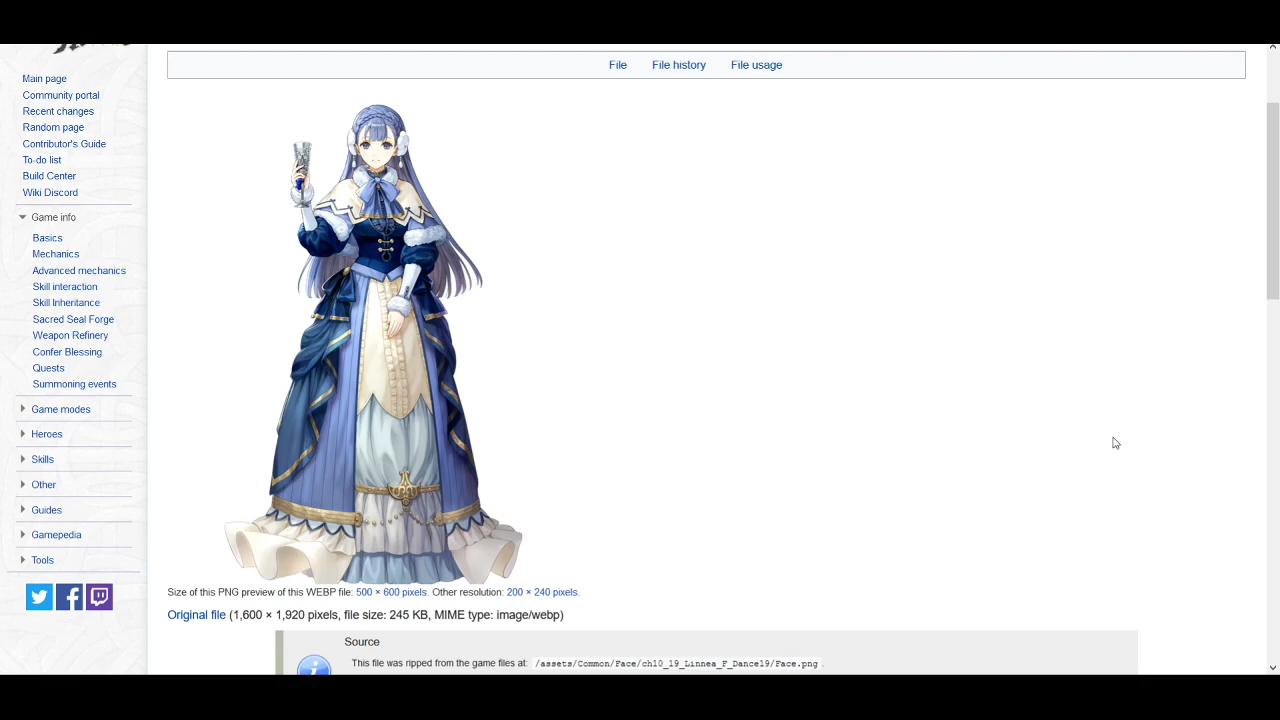 File File history File usage
Main page
Community portal
Recent changes
Random page
Contributor's Guide
To-do list
Build Center
Wiki Discord
Game info
Basics
Mechanics
Advanced mechanics
Skill interaction
Skill Inheritance
Sacred Seal Forge
Weapon Refinery
Confer Blessing
Quests
Summoning events
Game modes
Heroes
Skills
Other
Guides
Gamepedia
Tools
Size of this PNG preview of this WEBP file: 500 × 600 pixels. Other resolution: 200 × 240 pixels.
Original file (1,600 × 1,920 pixels, file size: 245 KB, MIME type: image/webp)
Source
This file was ripped from the game files at: /assets/Common/Face/ch10_19_Linnea_F_Dance19/Face.png .